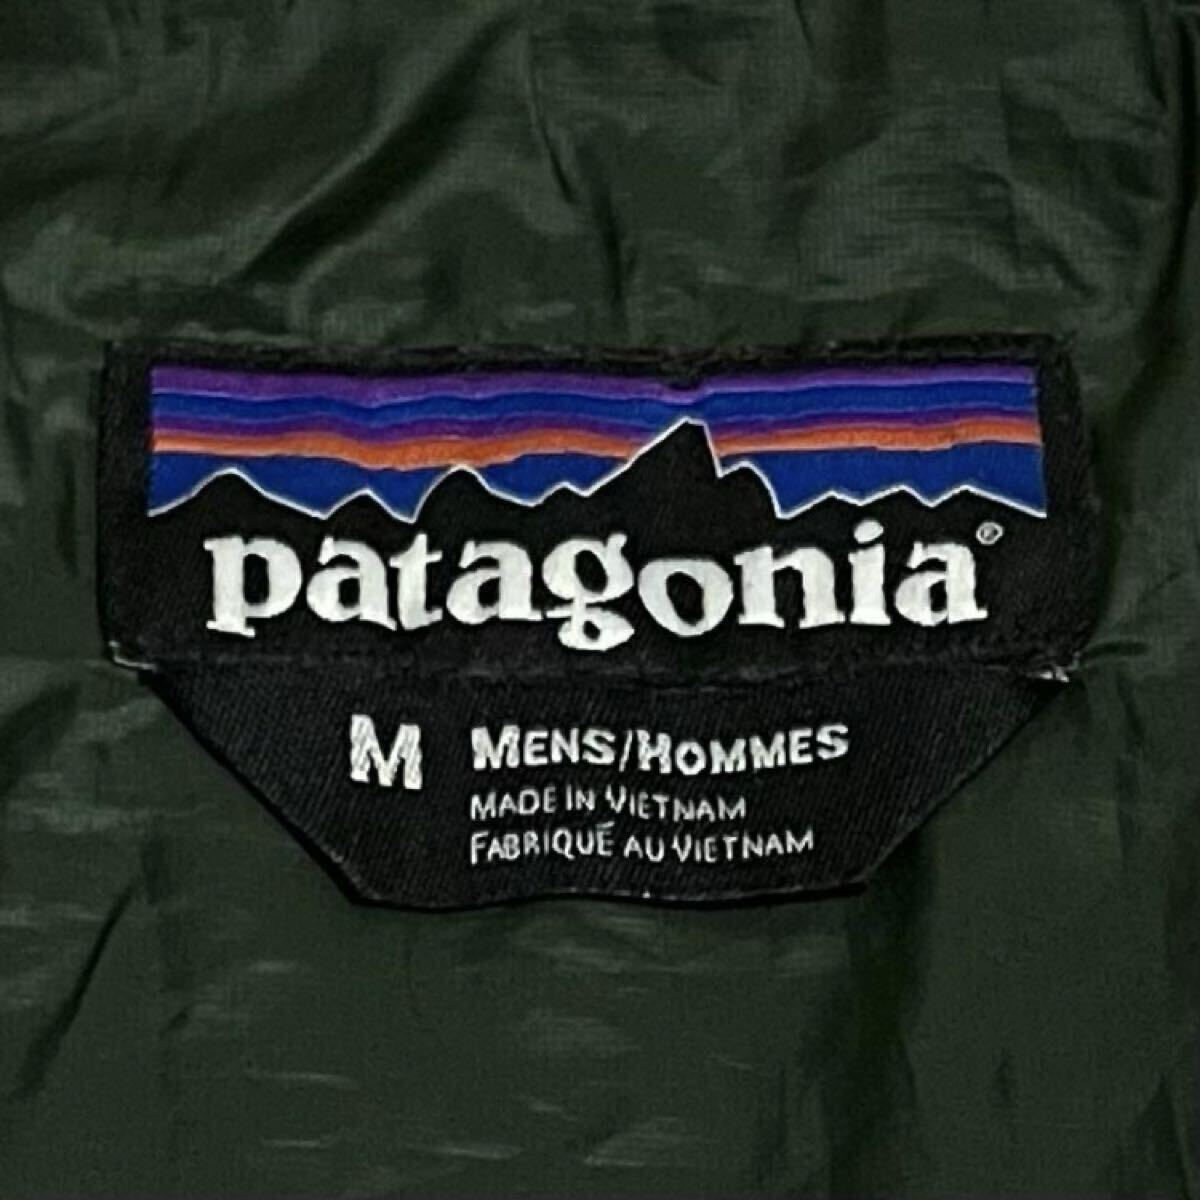 patagonia®
M MENS/HOMMES
MADE IN VIETNAM
FABRIQUÉ AU VIETNAM